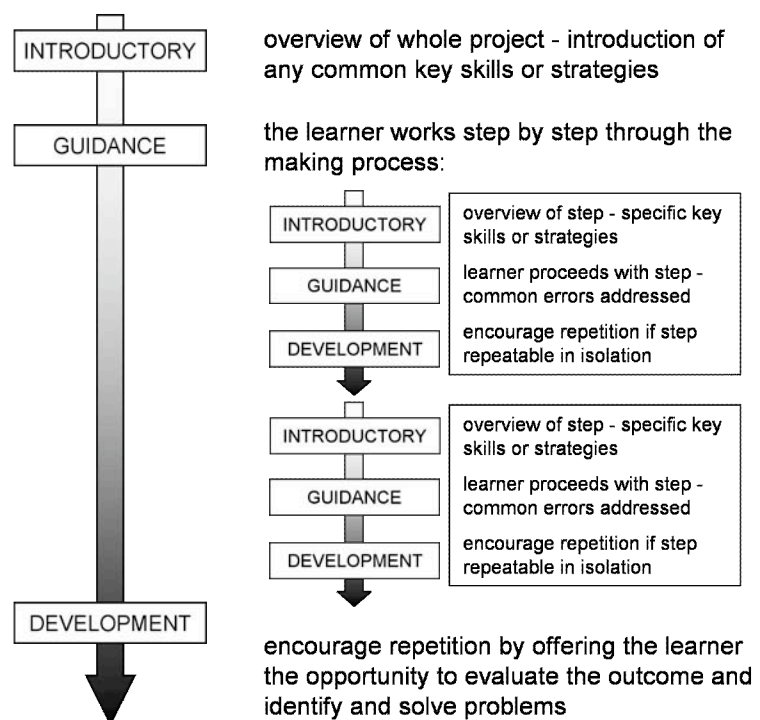 INTRODUCTORY
overview of whole project - introduction of
any common key skills or strategies
GUIDANCE
the learner works step by step through the
making process:
INTRODUCTORY
overview of step - specific key
skills or strategies
GUIDANCE
learner proceeds with step -
common errors addressed
DEVELOPMENT
encourage repetition if step
repeatable in isolation
INTRODUCTORY
overview of step - specific key
skills or strategies
GUIDANCE
learner proceeds with step -
common errors addressed
DEVELOPMENT
encourage repetition if step
repeatable in isolation
DEVELOPMENT
encourage repetition by offering the learner
the opportunity to evaluate the outcome and
identify and solve problems